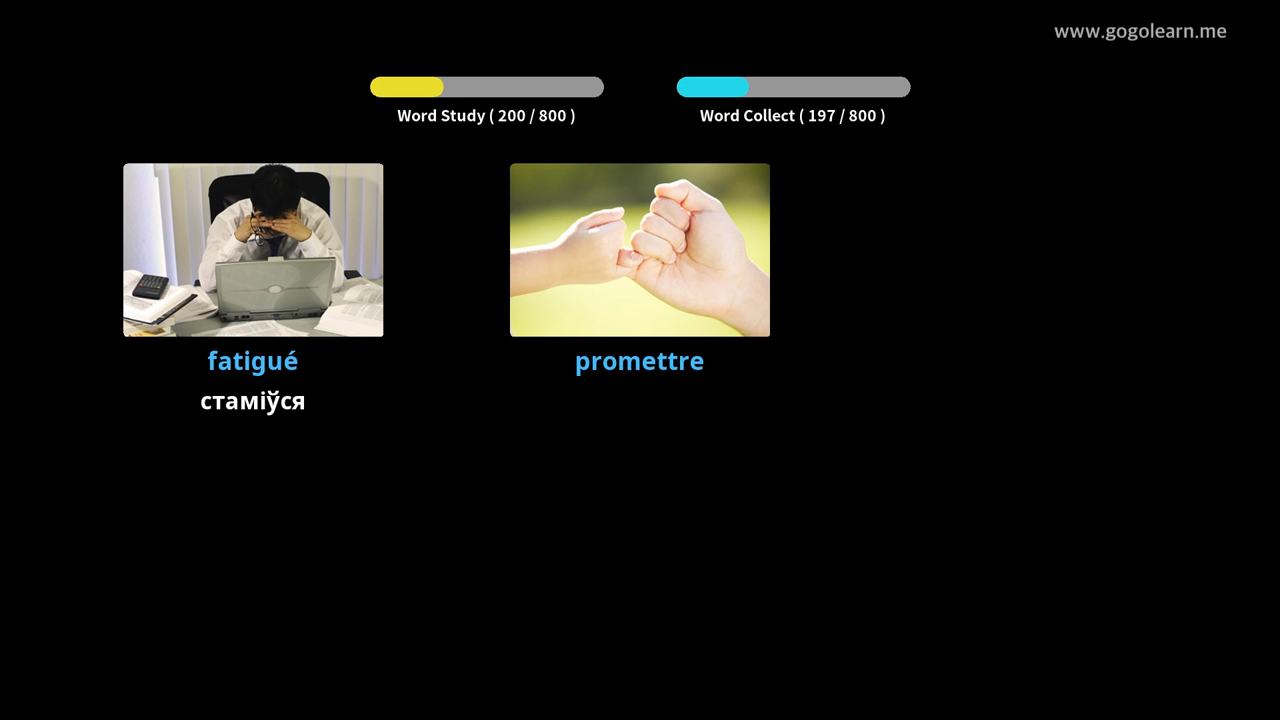 www.gogolearn.me
Word Study ( 200 / 800 )
Word Collect ( 197 / 800 )
fatigué
promettre
стаміўся